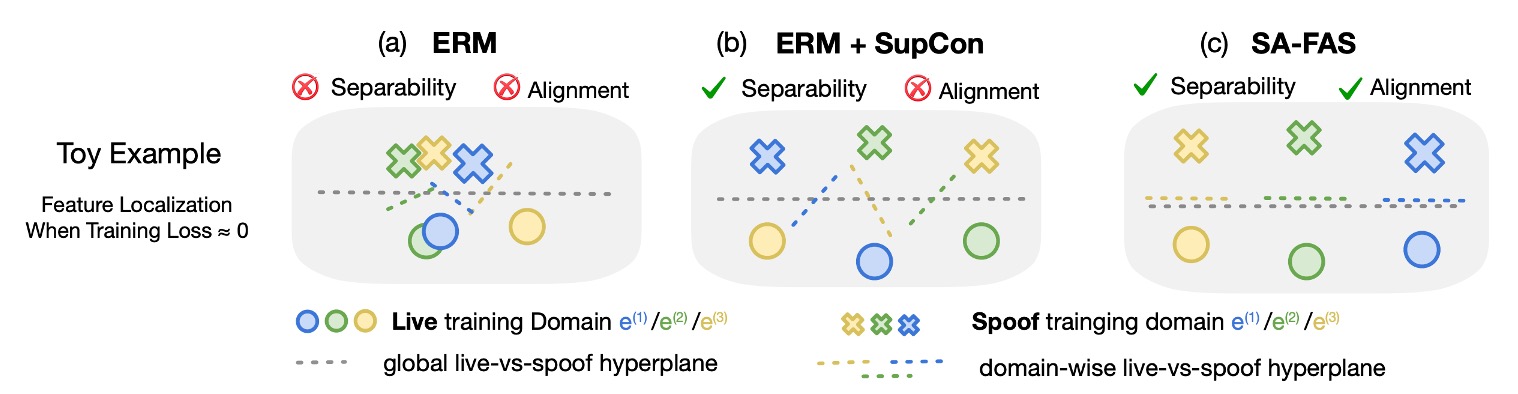 (a) ERM
(b) ERM + SupCon
(c) SA-FAS
Separability Alignment
Separability Alignment
Separability Alignment
Toy Example
Feature Localization
When Training Loss ≈ 0
Live training Domain e(1) /e(2) /e(3)
Spoof trainging domain e(1) /e(2) /e(3)
global live-vs-spoof hyperplane
domain-wise live-vs-spoof hyperplane